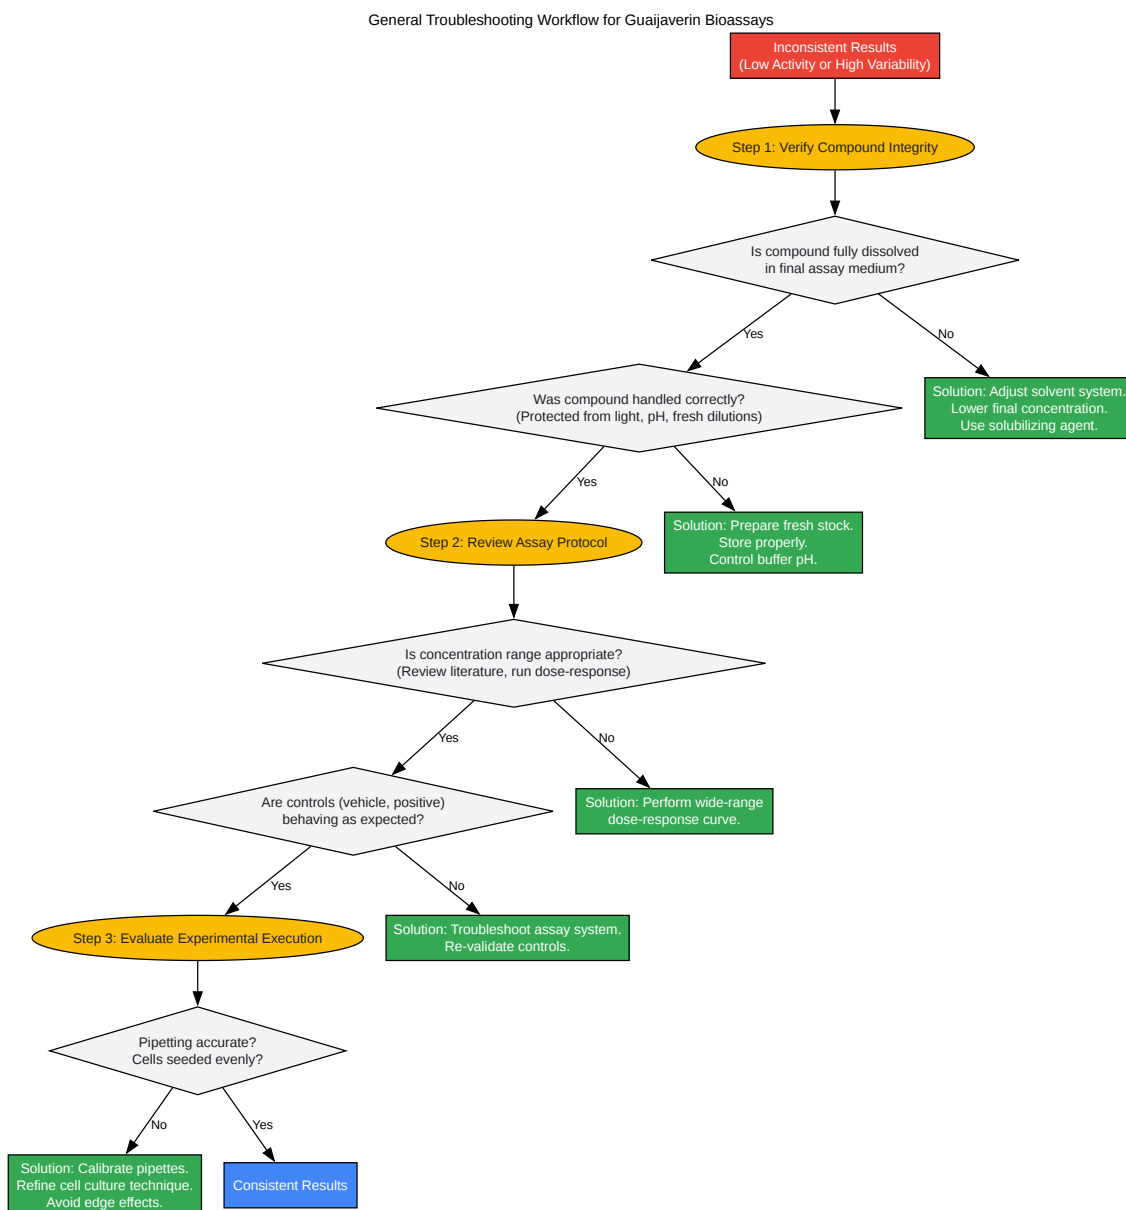 General Troubleshooting Workflow for Guaijaverin Bioassays
Inconsistent Results
(Low Activity or High Variability)
Step 1: Verify Compound Integrity
Is compound fully dissolved
in final assay medium?
Yes
No
Was compound handled correctly?
(Protected from light, pH, fresh dilutions)
Solution: Adjust solvent system.
Lower final concentration.
Use solubilizing agent.
Yes
No
Step 2: Review Assay Protocol
Solution: Prepare fresh stock.
Store properly.
Control buffer pH.
Is concentration range appropriate?
(Review literature, run dose-response)
Yes
No
Are controls (vehicle, positive)
behaving as expected?
Solution: Perform wide-range
dose-response curve.
Yes
No
Step 3: Evaluate Experimental Execution
Solution: Troubleshoot assay system.
Re-validate controls.
Pipetting accurate?
Cells seeded evenly?
No
Yes
Solution: Calibrate pipettes.
Refine cell culture technique.
Avoid edge effects.
Consistent Results